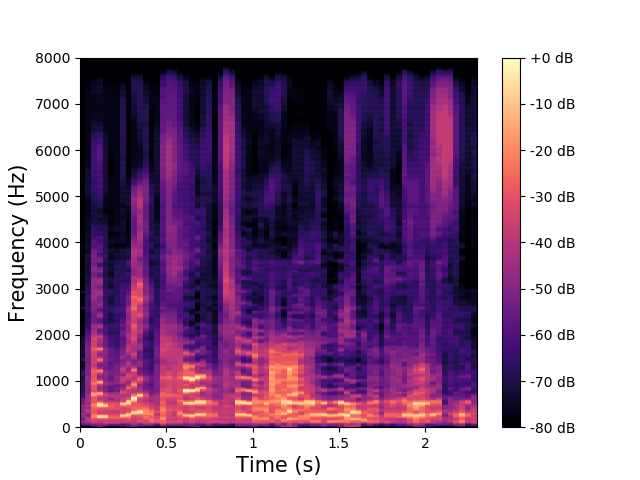 8000
7000
6000
5000
4000
3000
2000
1000
0
Frequency (Hz)
0
0.5
1
1.5
2
Time (s)
+0 dB
-10 dB
-20 dB
-30 dB
-40 dB
-50 dB
-60 dB
-70 dB
-80 dB